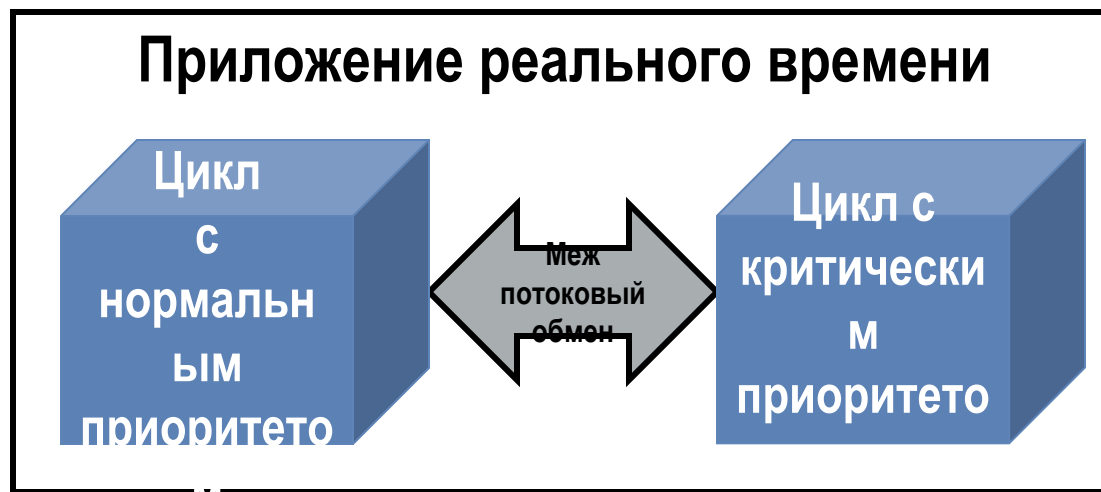 Приложение реального времени
Цикл
с
нормальн
ым
приоритето
м
Меж
потоковый
обмен
Цикл с
критически
м
приоритето